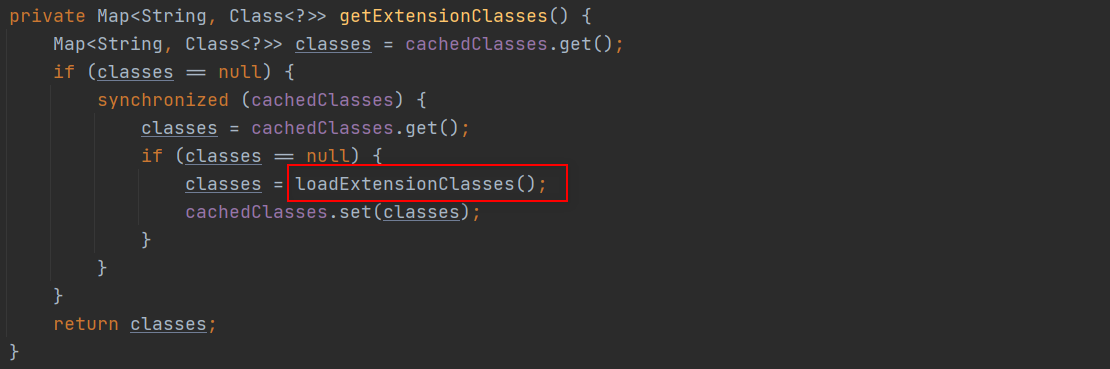 private Map<String, Class<?>> getExtensionClasses() {
    Map<String, Class<?>> classes = cachedClasses.get();
    if (classes == null) {
        synchronized (cachedClasses) {
            classes = cachedClasses.get();
            if (classes == null) {
                classes = loadExtensionClasses();
                cachedClasses.set(classes);
            }
        }
    }
    return classes;
}